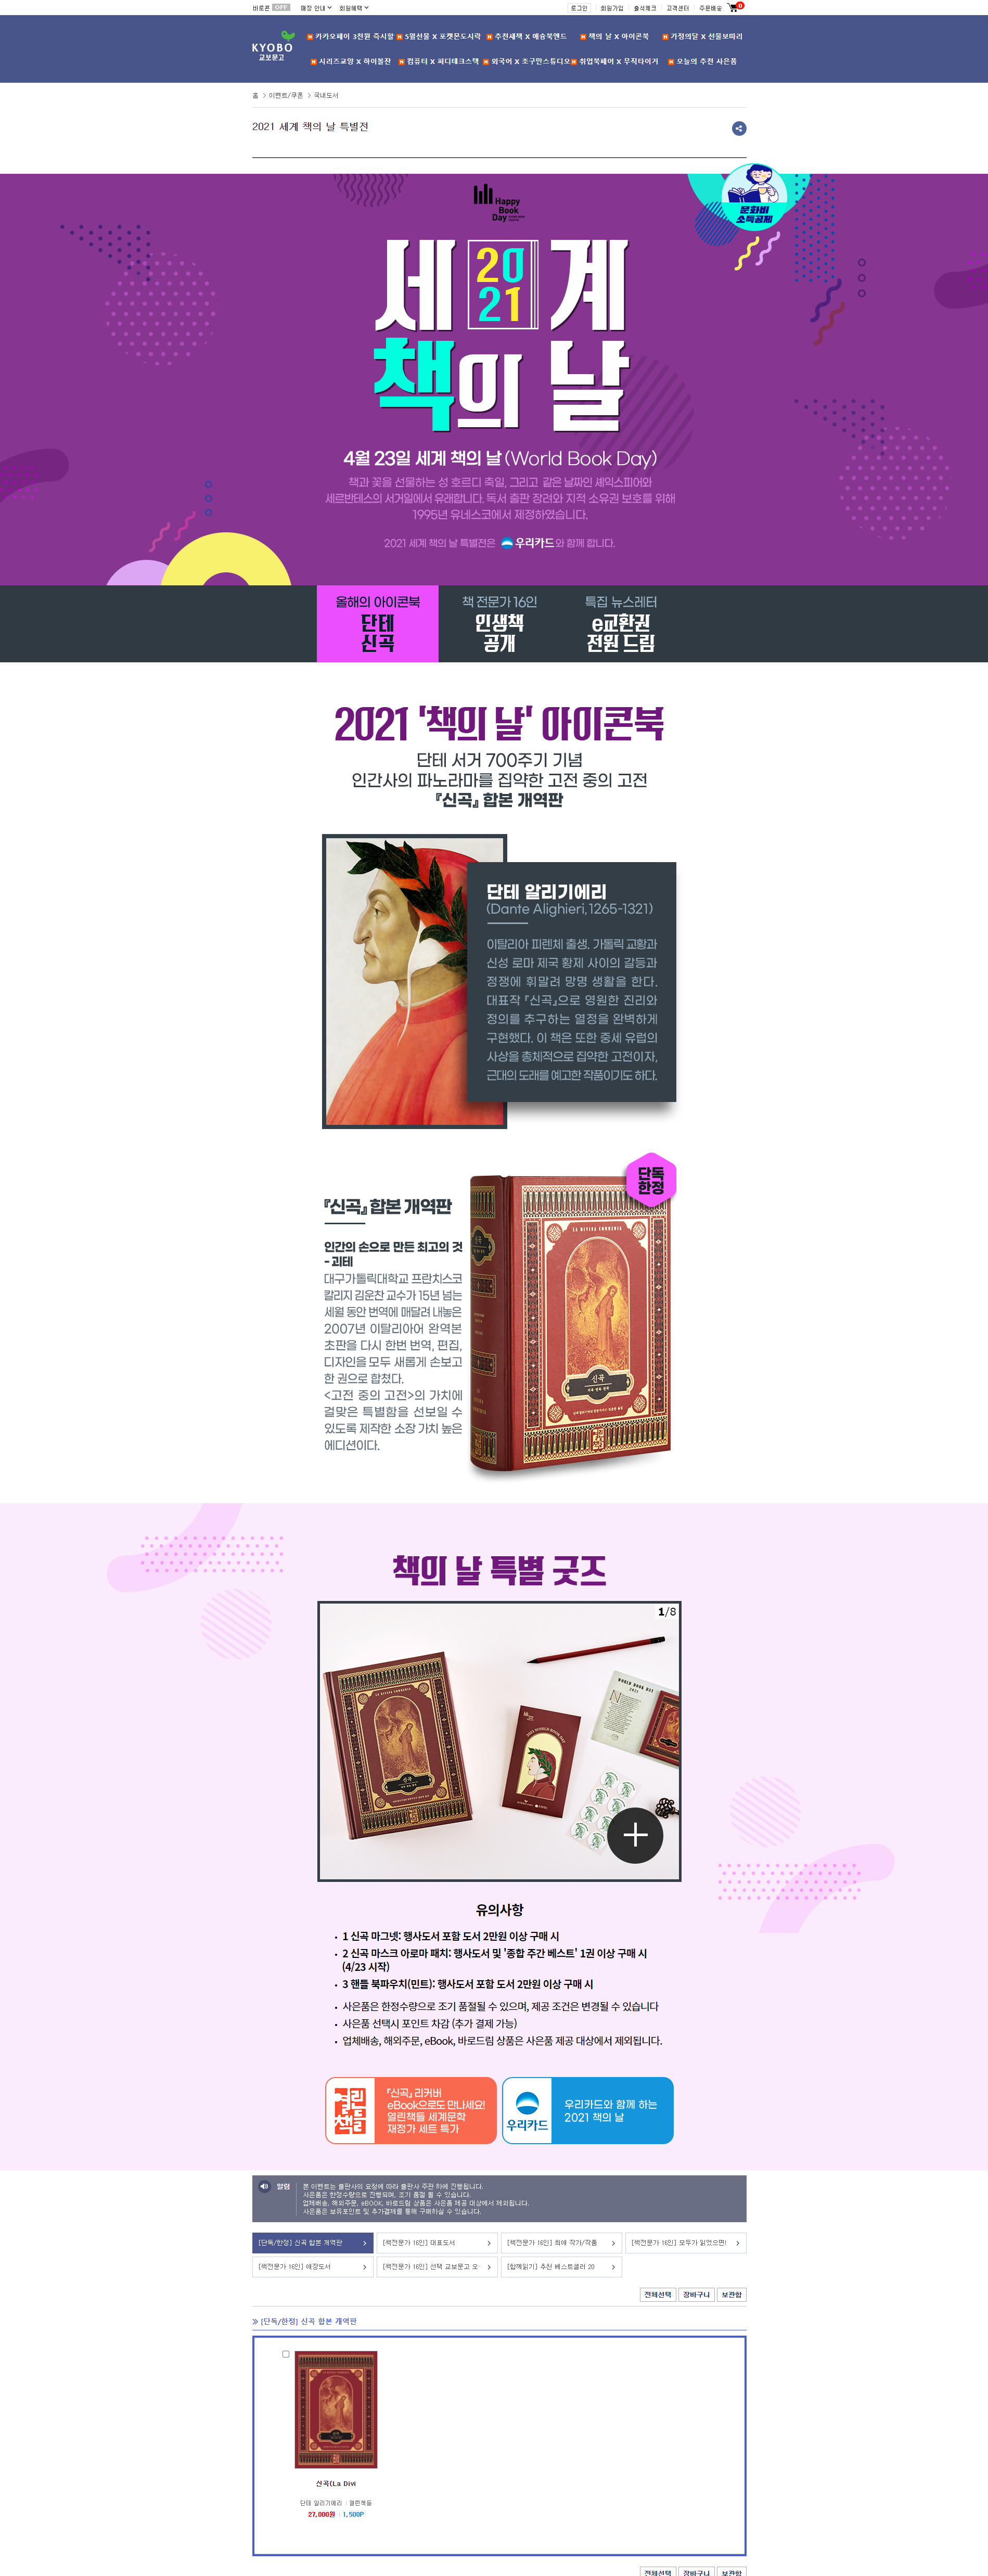 바로콘 OFF 매장 안내 회원혜택
로그인 회원가입 출석체크 고객센터 주문배송 0
KYOBO
교보문고
카카오페이 3천원 즉시할
5월선물 X 포켓몬도시락
추천새책 X 애슝북앤드
책의 날 X 아이콘북
가정의달 X 선물보따리
시리즈교양 X 하이볼잔
컴퓨터 X 써디테크스택
외국어 X 조구만스튜디오
취업북페어 X 무직타이거
오늘의 추천 사은품
홈 > 이벤트/쿠폰 > 국내도서
2021 세계 책의 날 특별전
Happy
Book
Day
문화비
소득공제
세 2021 계
책의 날
4월 23일 세계 책의 날 (World Book Day)
책과 꽃을 선물하는 성 호르디 축일, 그리고 같은 날짜인 셰익스피어와
세르반테스의 서거일에서 유래합니다. 독서 출판 장려와 지적 소유권 보호를 위해
1995년 유네스코에서 제정하였습니다.
2021 세계 책의 날 특별전은 우리카드와 함께 합니다.
올해의 아이콘북
단테
신곡
책 전문가 16인
인생책
공개
특집 뉴스레터
e교환권
전원 드림
2021 '책의 날' 아이콘북
단테 서거 700주기 기념
인간사의 파노라마를 집약한 고전 중의 고전
『신곡』 합본 개역판
단테 알리기에리
(Dante Alighieri, 1265-1321)
이탈리아 피렌체 출생. 가톨릭 교황과
신성 로마 제국 황제 사이의 갈등과
정쟁에 휘말려 망명 생활을 한다.
대표작 『신곡』으로 영원한 진리와
정의를 추구하는 열정을 완벽하게
구현했다. 이 책은 또한 중세 유럽의
사상을 총체적으로 집약한 고전이자,
근대의 도래를 예고한 작품이기도 하다.
단독
한정
『신곡』 합본 개역판
인간의 손으로 만든 최고의 것
- 괴테
대구가톨릭대학교 프란치스코
칼리지 김운찬 교수가 15년 넘는
세월 동안 번역에 매달려 내놓은
2007년 이탈리아어 완역본
초판을 다시 한번 번역, 편집,
디자인을 모두 새롭게 손보고
한 권으로 합쳤다.
<고전 중의 고전>의 가치에
걸맞은 특별함을 선보일 수
있도록 제작한 소장 가치 높은
에디션이다.
LA DIVINA COMMEDIA
신곡
책의 날 특별 굿즈
1/8
LA DIVINA COMMEDIA
신곡
2021 WORLD BOOK DAY
WORLD BOOK DAY
2021
유의사항
• 1 신곡 마그넷: 행사도서 포함 도서 2만원 이상 구매 시
• 2 신곡 마스크 아로마 패치: 행사도서 및 '종합 주간 베스트' 1권 이상 구매 시
(4/23 시작)
• 3 핸들 북파우치(민트): 행사도서 포함 도서 2만원 이상 구매 시
• 사은품은 한정수량으로 조기 품절될 수 있으며, 제공 조건은 변경될 수 있습니다
• 사은품 선택시 포인트 차감 (추가 결제 가능)
• 업체배송, 해외주문, eBook, 바로드림 상품은 사은품 제공 대상에서 제외됩니다.
열린책들
『신곡』 리커버
eBook으로도 만나세요!
열린책들 세계문학
재정가 세트 특가
우리카드
우리카드와 함께 하는
2021 책의 날
알림
본 이벤트는 출판사의 요청에 따라 출판사 주관 하에 진행됩니다.
사은품은 한정수량으로 진행되며, 조기 품절 될 수 있습니다.
업체배송, 해외주문, eBOOK, 바로드림 상품은 사은품 제공 대상에서 제외됩니다.
사은품은 보유포인트 및 추가결제를 통해 구매하실 수 있습니다.
[단독/한정] 신곡 합본 개역판
[책전문가 16인] 대표도서
[책전문가 16인] 최애 작가/작품
[책전문가 16인] 모두가 읽었으면!
[책전문가 16인] 애장도서
[책전문가 16인] 선택 교보문고 오
[함께읽기] 추천 베스트셀러 20
전체선택 장바구니 보관함
[단독/한정] 신곡 합본 개역판
신곡(La Divi
단테 알리기에리 | 열린책들
27,000원 | 1,500P
전체선택 장바구니 보관함